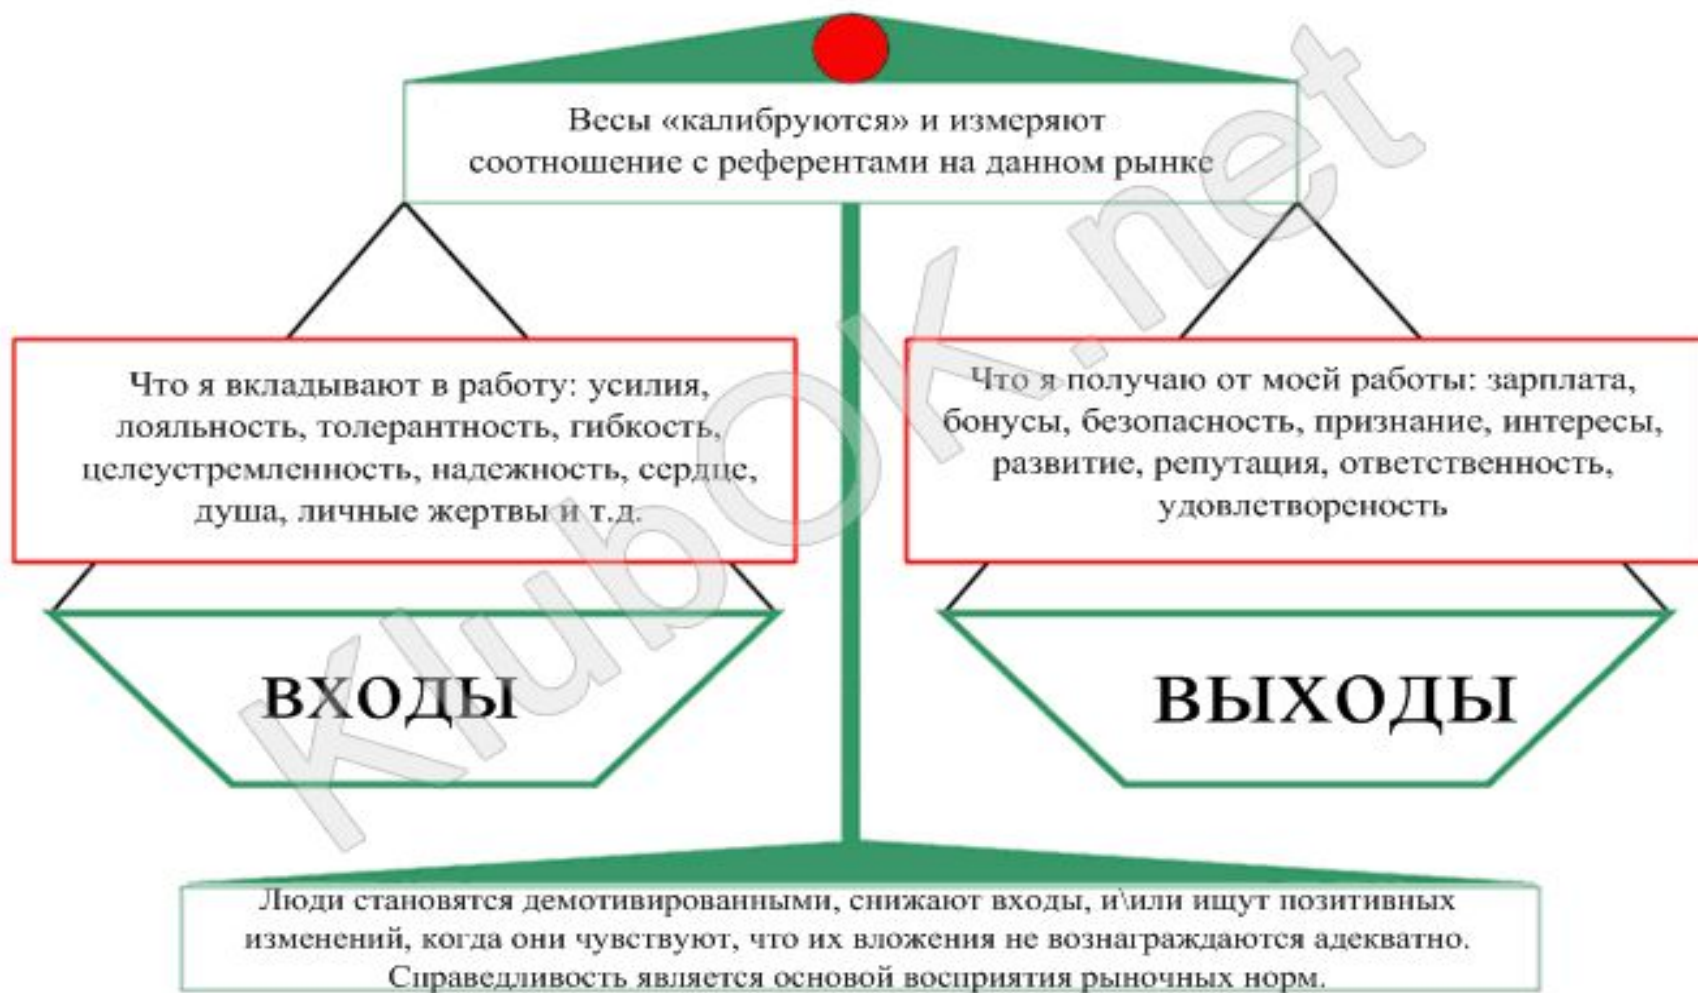 Весы «калибруются» и измеряют
соотношение с референтами на данном рынке
Что я вкладывают в работу: усилия,
лояльность, толерантность, гибкость,
целеустремленность, надежность, сердце,
душа, личные жертвы и т.д.
Что я получаю от моей работы: зарплата,
бонусы, безопасность, признание, интересы,
развитие, репутация, ответственность,
удовлетвореность
ВХОДЫ
ВЫХОДЫ
Люди становятся демотивированными, снижают входы, и\или ищут позитивных
изменений, когда они чувствуют, что их вложения не вознаграждаются адекватно.
Справедливость является основой восприятия рыночных норм.
KlubOK.net